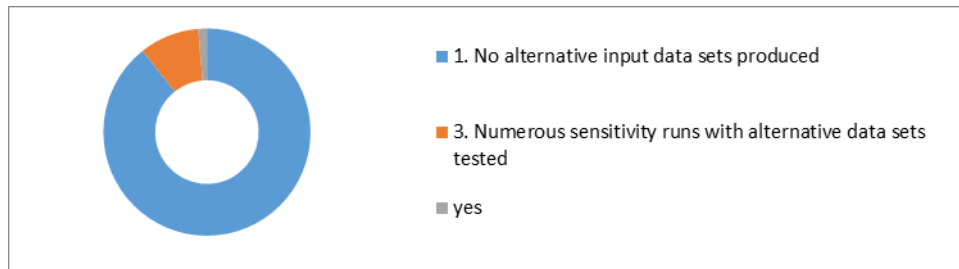 1. No alternative input data sets produced
3. Numerous sensitivity runs with alternative data sets
tested
yes